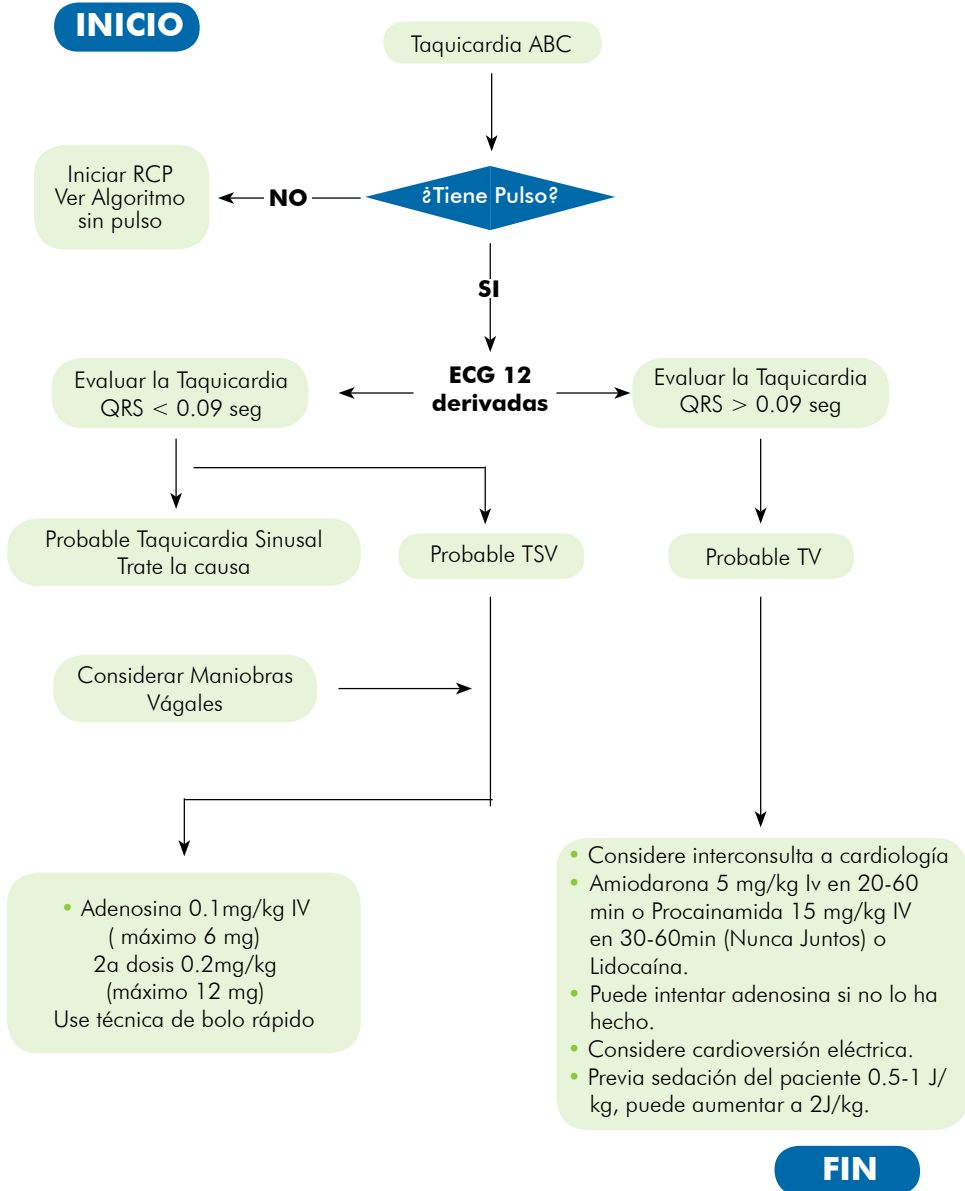 INICIO
Taquicardia ABC
¿Tiene Pulso?
NO
Iniciar RCP
Ver Algoritmo
sin pulso
SI
ECG 12
derivadas
Evaluar la Taquicardia
QRS < 0.09 seg
Evaluar la Taquicardia
QRS > 0.09 seg
Probable Taquicardia Sinusal
Trate la causa
Probable TSV
Probable TV
Considerar Maniobras
Vágales
• Adenosina 0.1mg/kg IV
( máximo 6 mg)
2a dosis 0.2mg/kg
(máximo 12 mg)
Use técnica de bolo rápido
• Considere interconsulta a cardiología
• Amiodarona 5 mg/kg Iv en 20-60
min o Procainamida 15 mg/kg IV
en 30-60min (Nunca Juntos) o
Lidocaína.
• Puede intentar adenosina si no lo ha
hecho.
• Considere cardioversión eléctrica.
• Previa sedación del paciente 0.5-1 J/
kg, puede aumentar a 2J/kg.
FIN